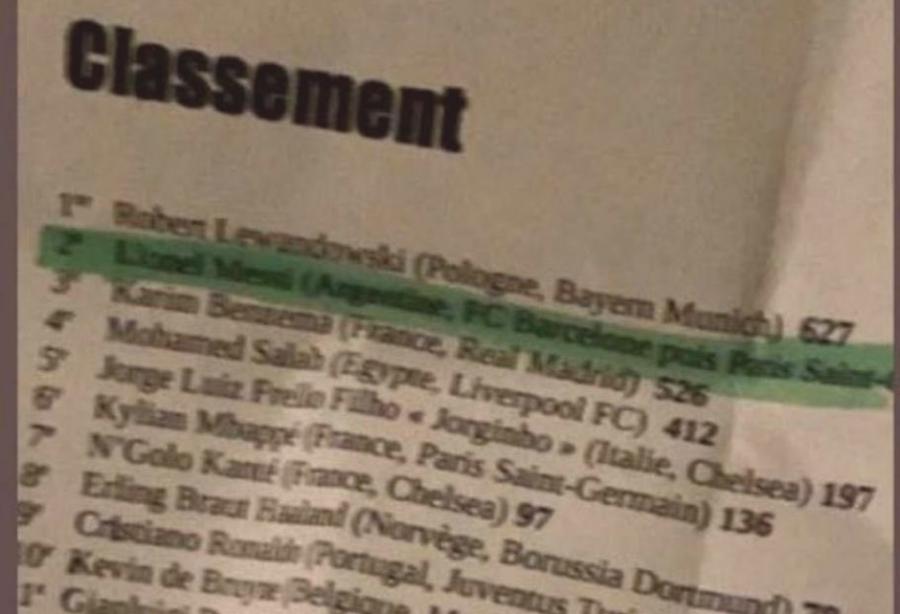 Classement
1er Robert Lewandowski (Pologne, Bayern Munich) 627
2e Lionel Messi (Argentine, FC Barcelone puis Paris Saint-
3e Karim Benzema (France, Real Madrid) 526
4e Mohamed Salah (Egypte, Liverpool FC) 412
5e Jorge Luiz Frello Filho « Jorginho » (Italie, Chelsea) 197
6e Kylian Mbappé (France, Paris Saint-Germain) 136
7e N'Golo Kanté (France, Chelsea) 97
8e Erling Braut Haaland (Norvège, Borussia Dortmund)
9e Cristiano Ronaldo (Portugal, Juventus
10e Kevin de Bruyne (Belgique,
Gianluigi